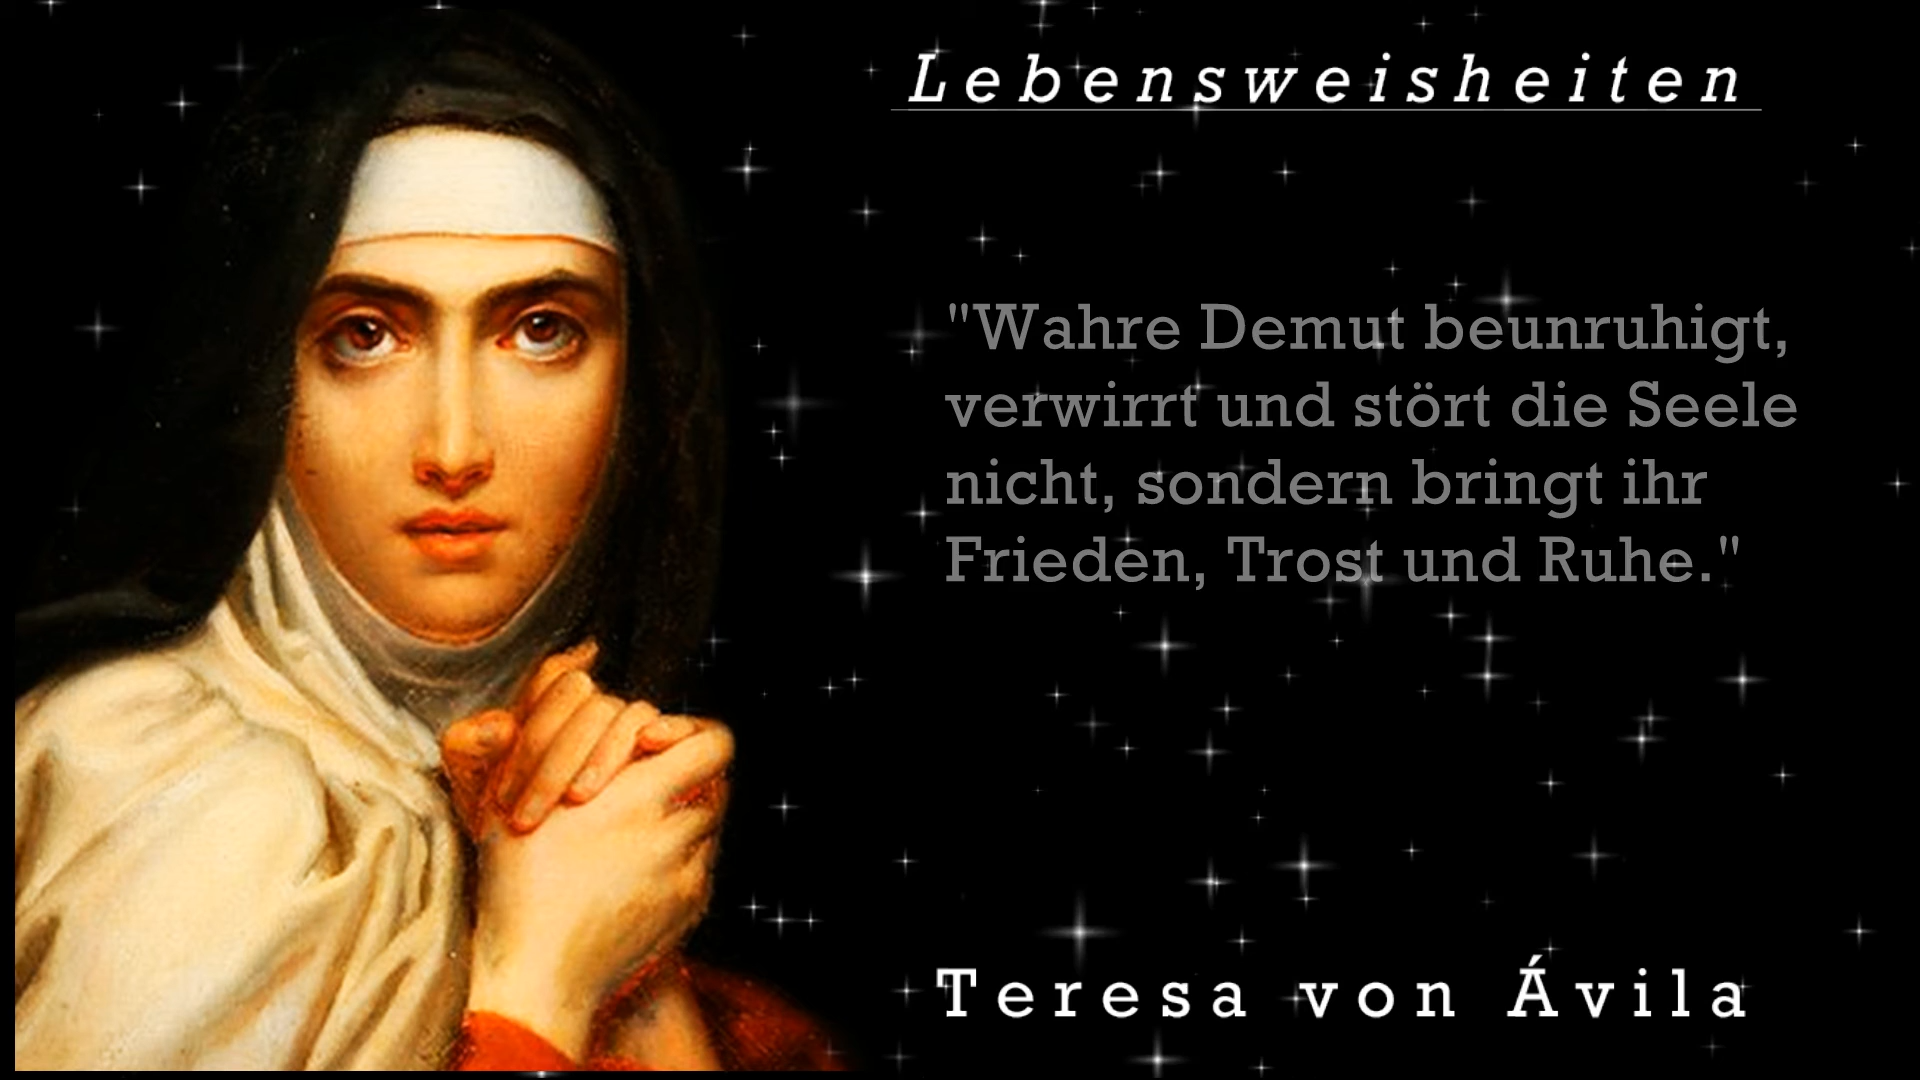 Lebensweisheiten
"Wahre Demut beunruhigt,
verwirrt und stört die Seele
nicht, sondern bringt ihr
Frieden, Trost und Ruhe."
Teresa von Ávila